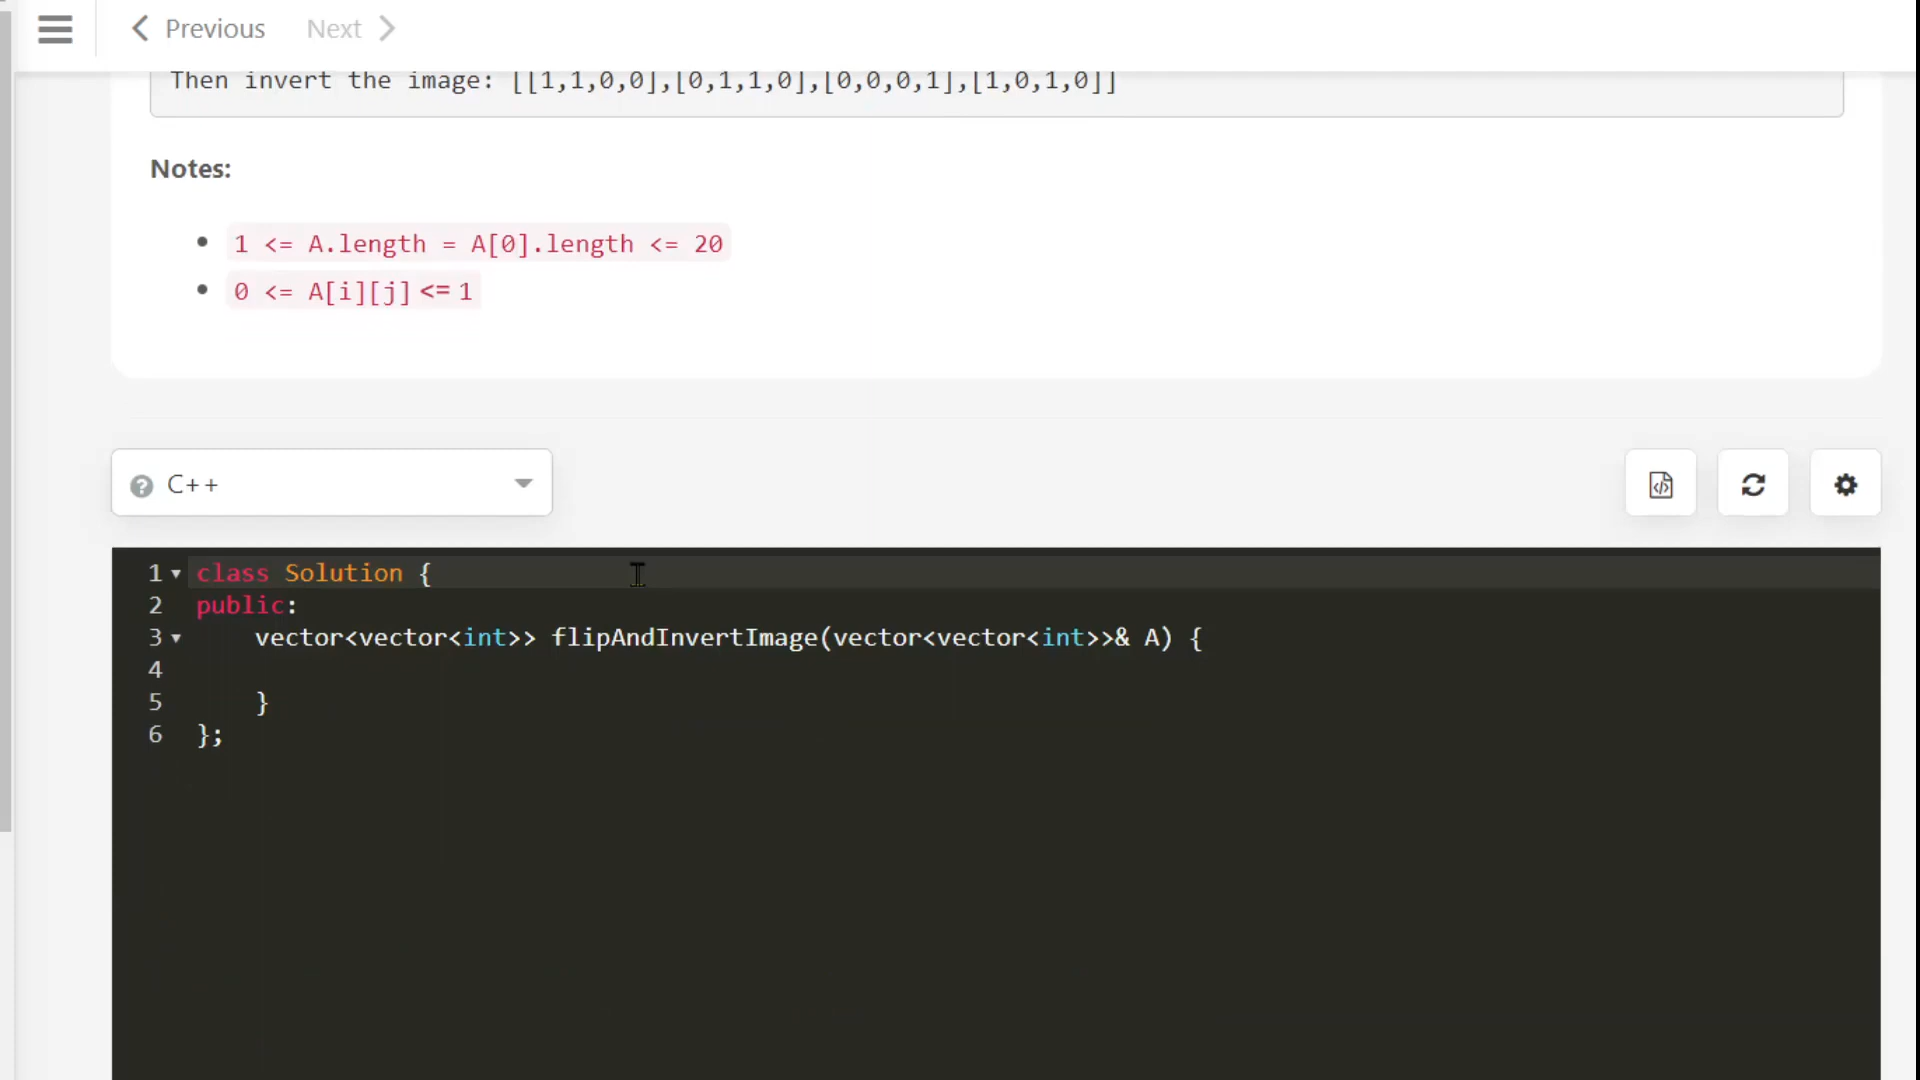 Previous Next
Then invert the image: [[1,1,0,0],[0,1,1,0],[0,0,0,1],[1,0,1,0]]
Notes:
1 <= A.length = A[0].length <= 20
0 <= A[i][j] <= 1
C++
1 class Solution {
2 public:
3 vector<vector<int>> flipAndInvertImage(vector<vector<int>>& A) {
4
5 }
6 };